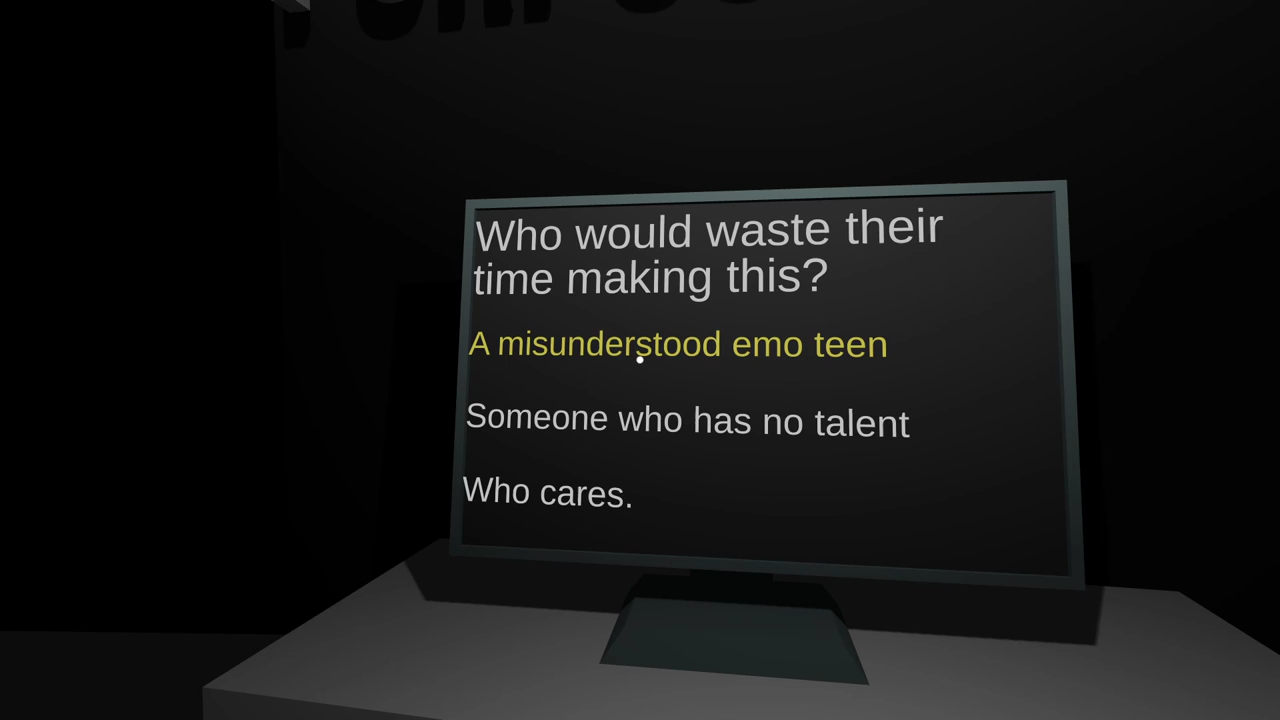 Who would waste their
time making this?
A misunderstood emo teen
Someone who has no talent
Who cares.